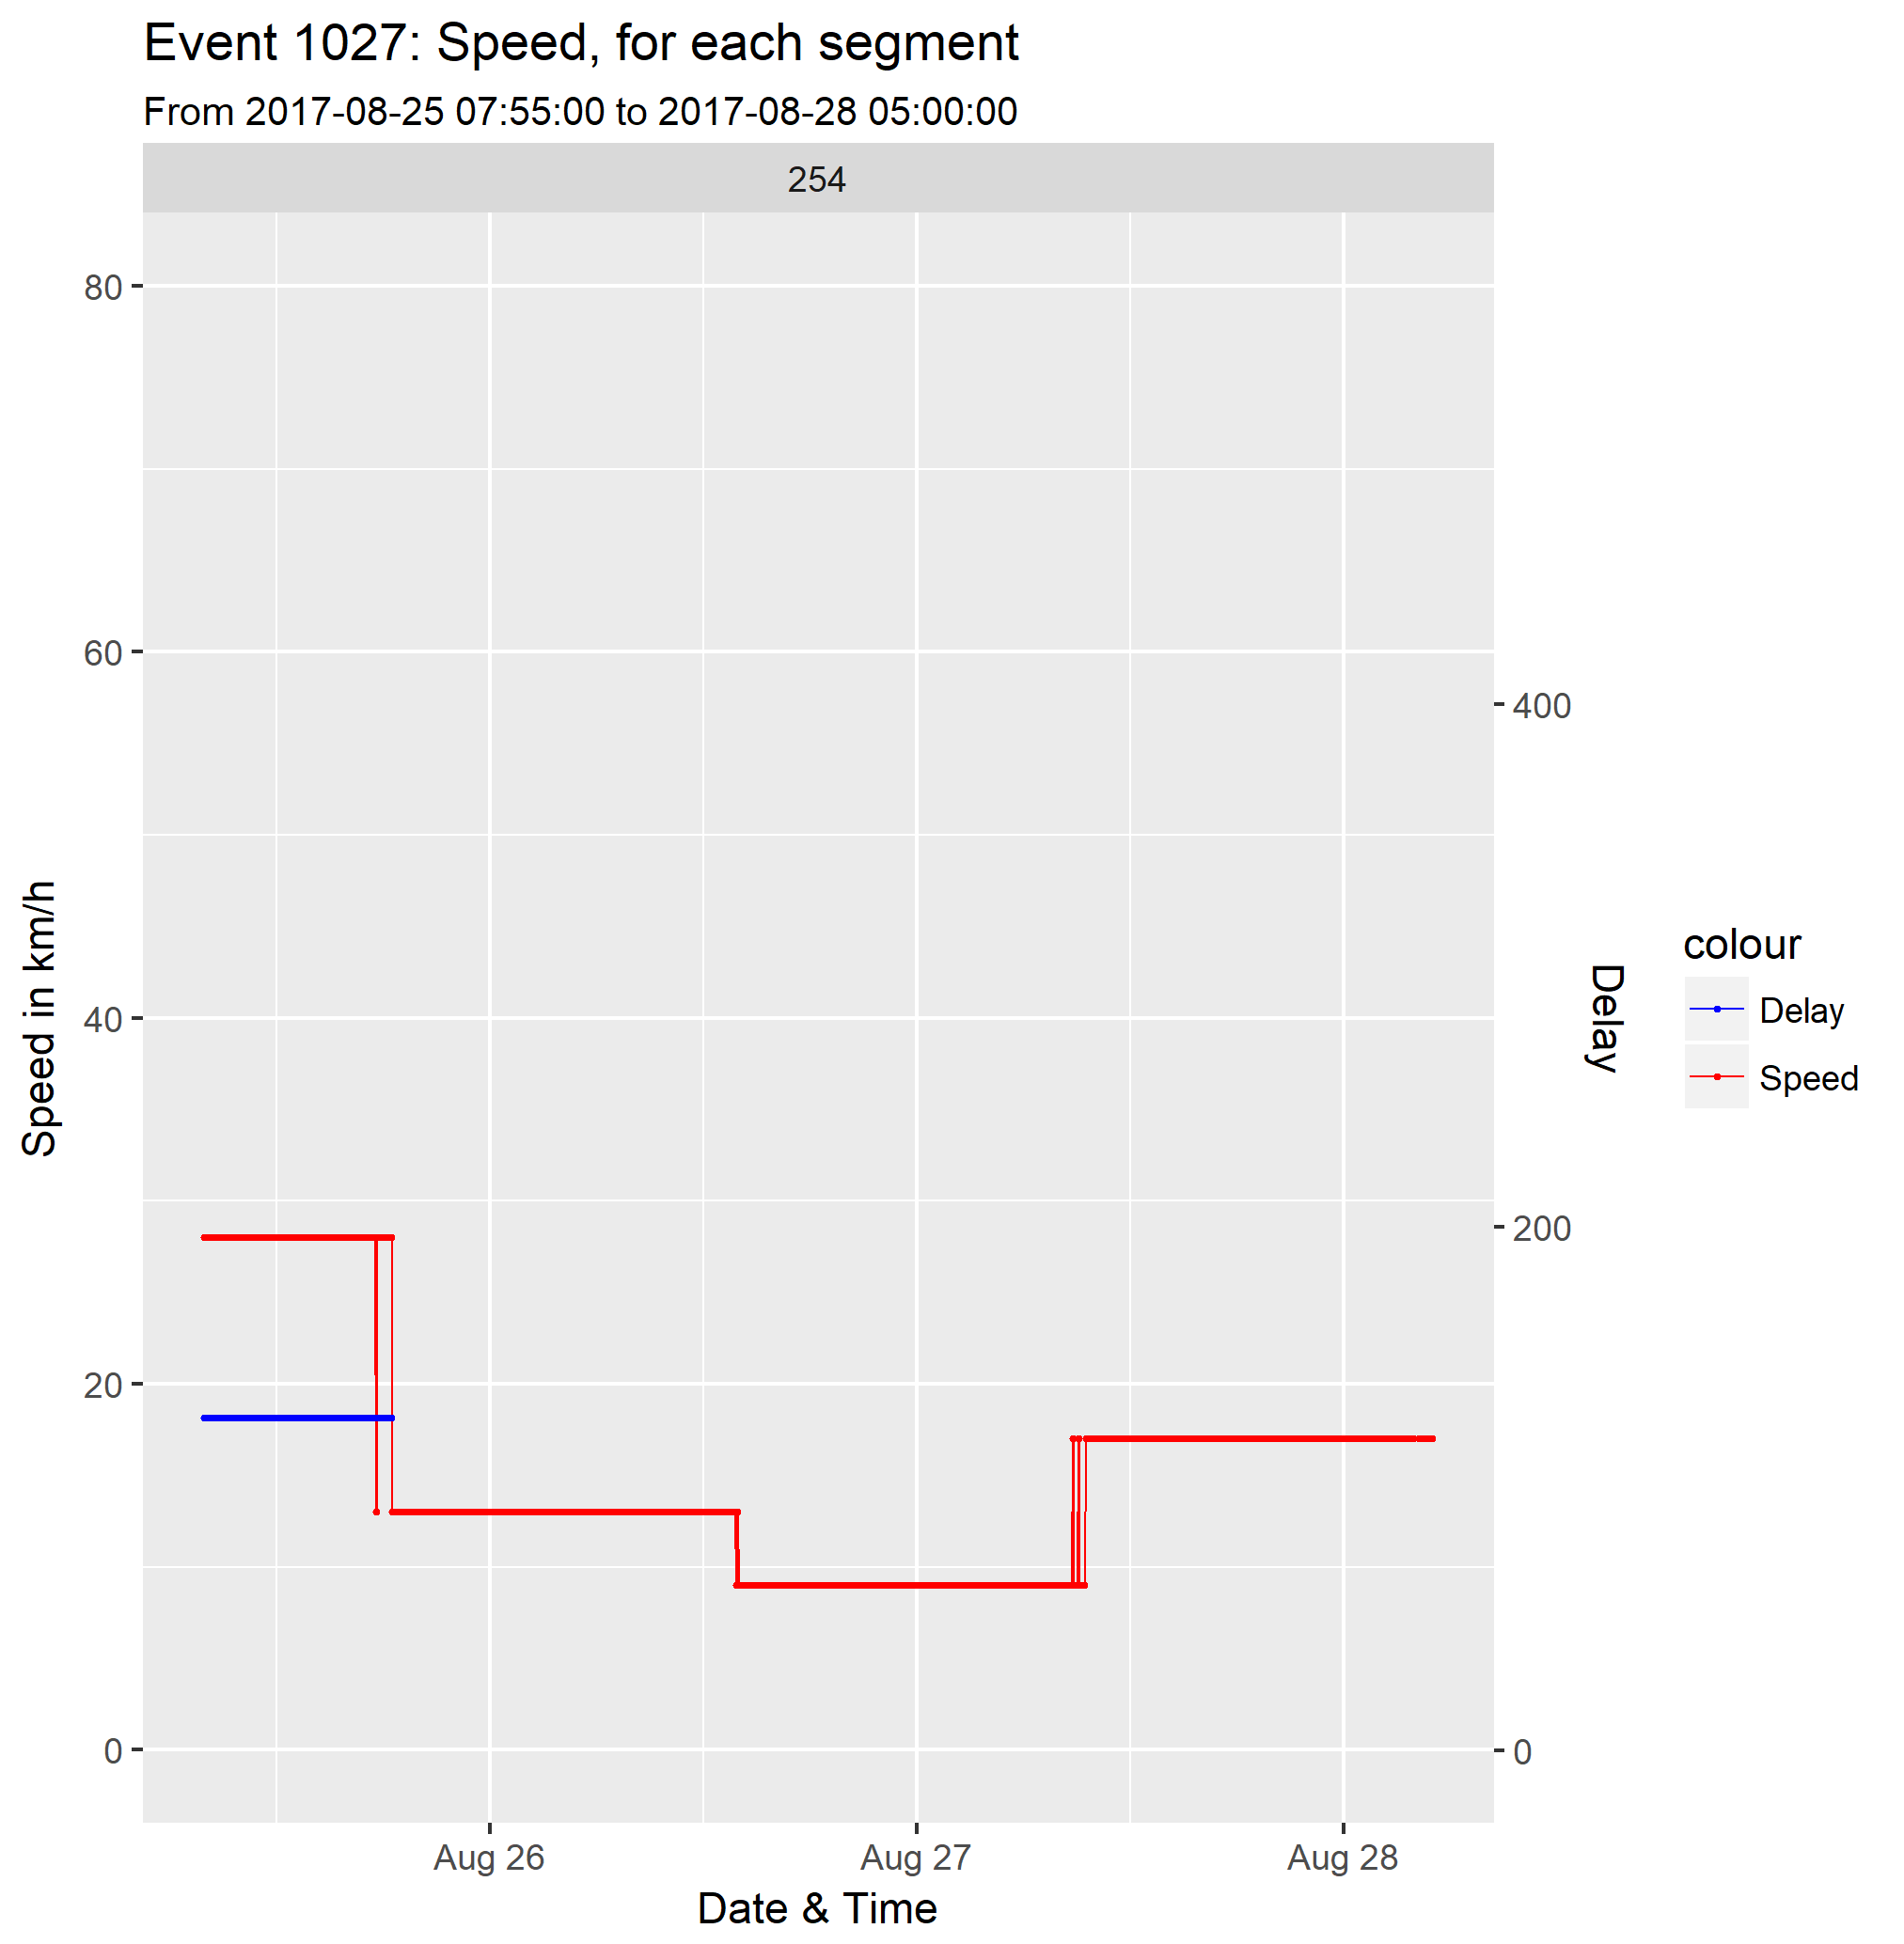 Event 1027: Speed, for each segment
From 2017-08-25 07:55:00 to 2017-08-28 05:00:00
254
80
60
40
20
0
Speed in km/h
400
200
0
Delay
colour
Delay
Speed
Aug 26
Aug 27
Aug 28
Date & Time